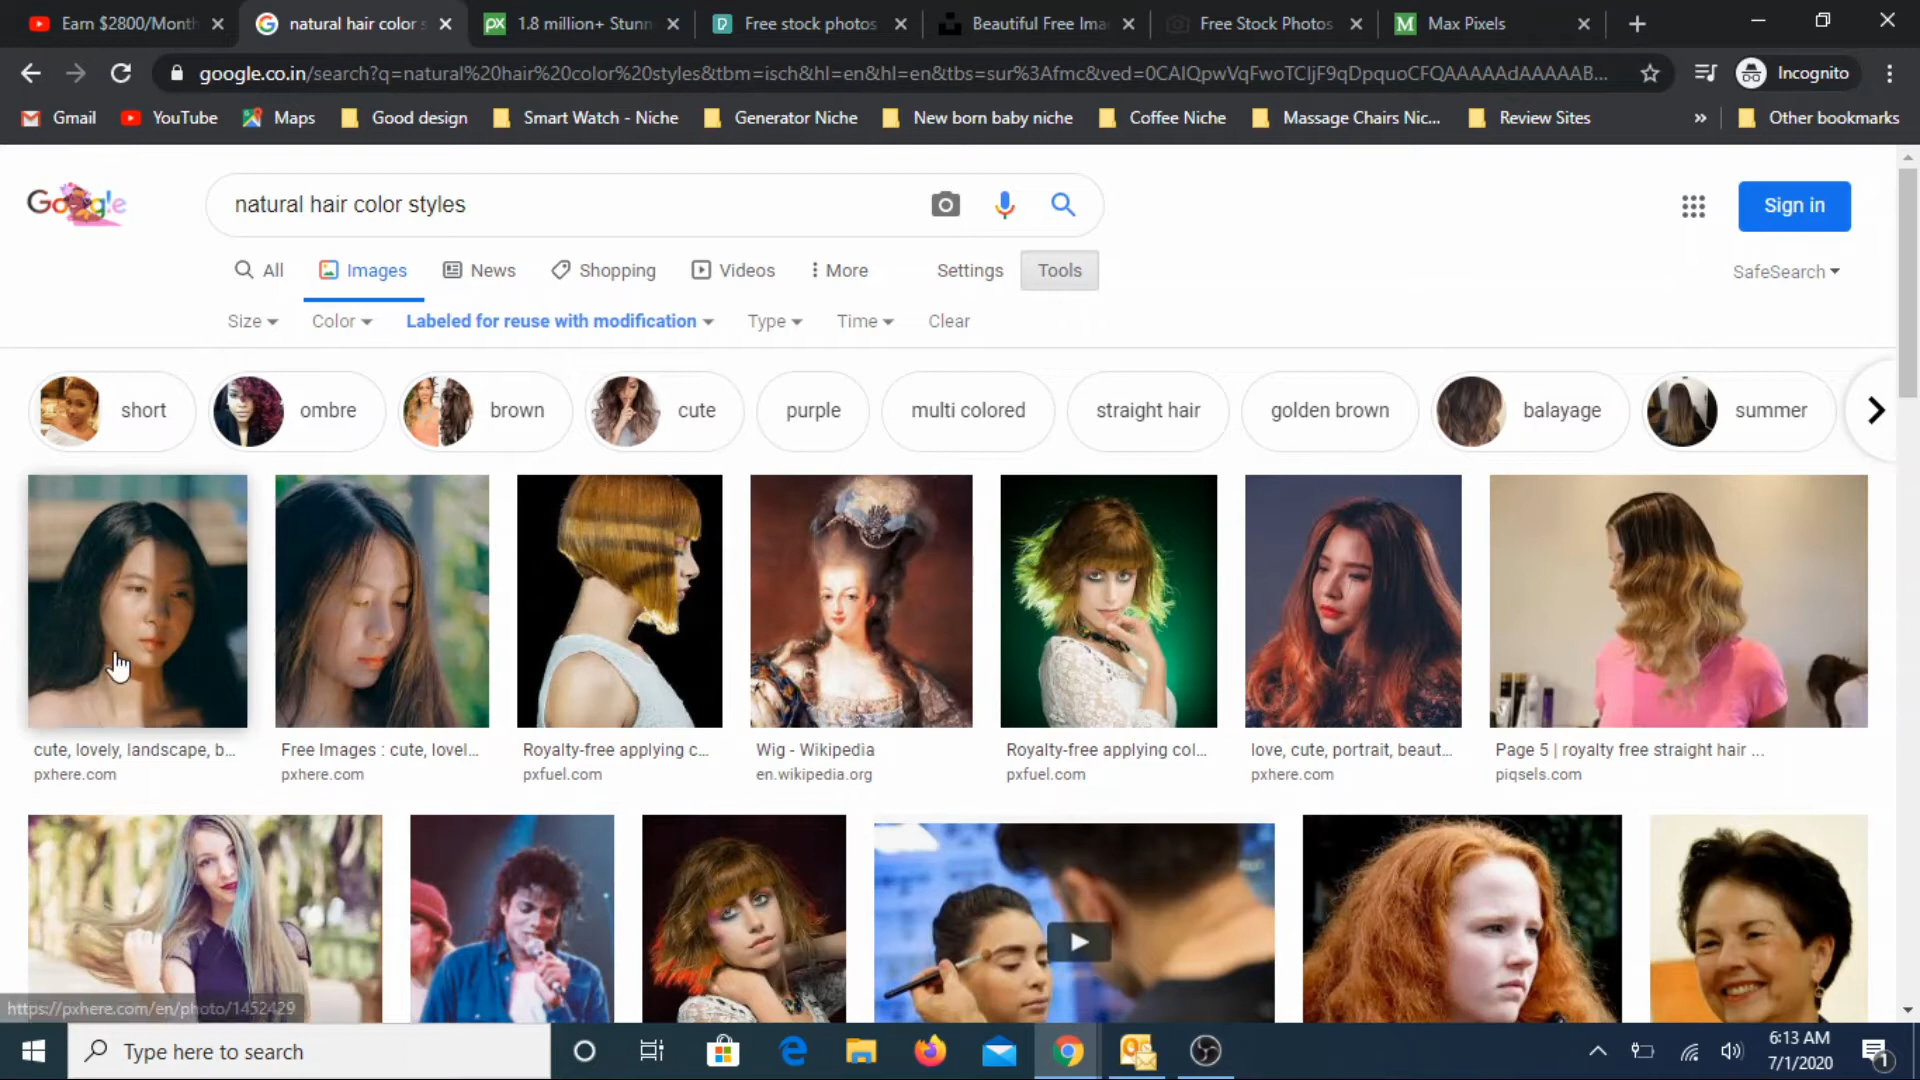 Earn $2800/Month
natural hair color s
px 1.8 million+ Stunn
Free stock photos
Beautiful Free Ima
Free Stock Photos
M Max Pixels
google.co.in/search?q=natural%20hair%20color%20styles&tbm=isch&hl=en&hl=en&tbs=sur%3Afmc&ved=0CAIQpwVqFwoTCIjF9qDpquoCFQAAAAAdAAAAAB...
Incognito
Gmail
YouTube
Maps
Good design
Smart Watch - Niche
Generator Niche
New born baby niche
Coffee Niche
Massage Chairs Nic...
Review Sites
»
Other bookmarks
Google
natural hair color styles
Sign in
All
Images
News
Shopping
Videos
More
Settings
Tools
SafeSearch
Size
Color
Labeled for reuse with modification
Type
Time
Clear
short
ombre
brown
cute
purple
multi colored
straight hair
golden brown
balayage
summer
cute, lovely, landscape, b...
pxhere.com
Free Images : cute, lovel...
pxhere.com
Royalty-free applying c...
pxfuel.com
Wig - Wikipedia
en.wikipedia.org
Royalty-free applying col...
pxfuel.com
love, cute, portrait, beaut...
pxhere.com
Page 5 | royalty free straight hair ...
piqsels.com
https://pxhere.com/en/photo/1452429
Type here to search
6:13 AM
7/1/2020
1